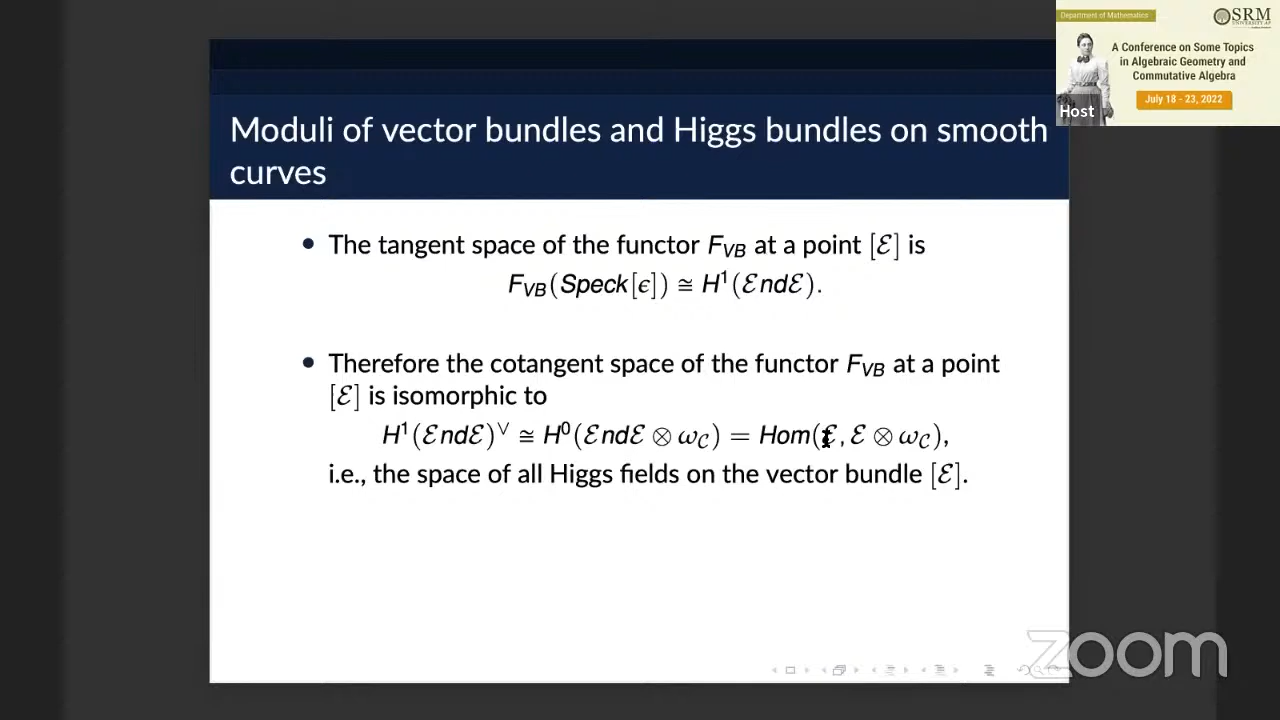 Department of Mathematics
SRM
UNIVERSITY AP
A Conference on Some Topics
in Algebraic Geometry and
Commutative Algebra
July 18 - 23, 2022
Host
Moduli of vector bundles and Higgs bundles on smooth
curves
• The tangent space of the functor F_VB at a point [ℰ] is
F_VB(Speck[ϵ]) ≅ H¹(ℰndℰ).
• Therefore the cotangent space of the functor F_VB at a point
[ℰ] is isomorphic to
H¹(ℰndℰ)^∨ ≅ H⁰(ℰndℰ ⊗ ω_C) = Hom(ℰ, ℰ ⊗ ω_C),
i.e., the space of all Higgs fields on the vector bundle [ℰ].
zoom